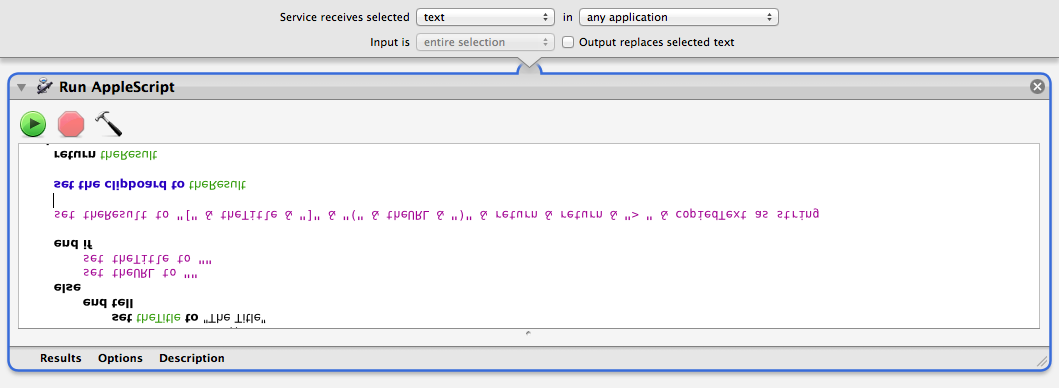 Service receives selected text in any application
Input is entire selection Output replaces selected text
Run AppleScript
return theResult
set the clipboard to theResult
set theResult to "[" & theTitle & "]" & "(" & theURL & ")" & return & return & "> " & copiedText as string
end if
set theTitle to ""
set theURL to ""
else
end tell
set theTitle to "The Title"
Results Options Description